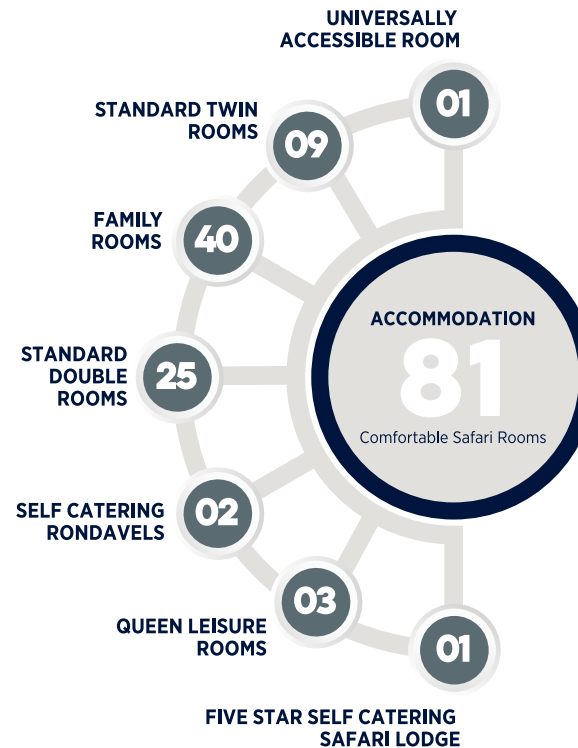 UNIVERSALLY
ACCESSIBLE ROOM
01
STANDARD TWIN
ROOMS
09
FAMILY
ROOMS
40
STANDARD
DOUBLE
ROOMS
25
SELF CATERING
RONDAVELS
02
QUEEN LEISURE
ROOMS
03
FIVE STAR SELF CATERING
SAFARI LODGE
01
ACCOMMODATION
81
Comfortable Safari Rooms